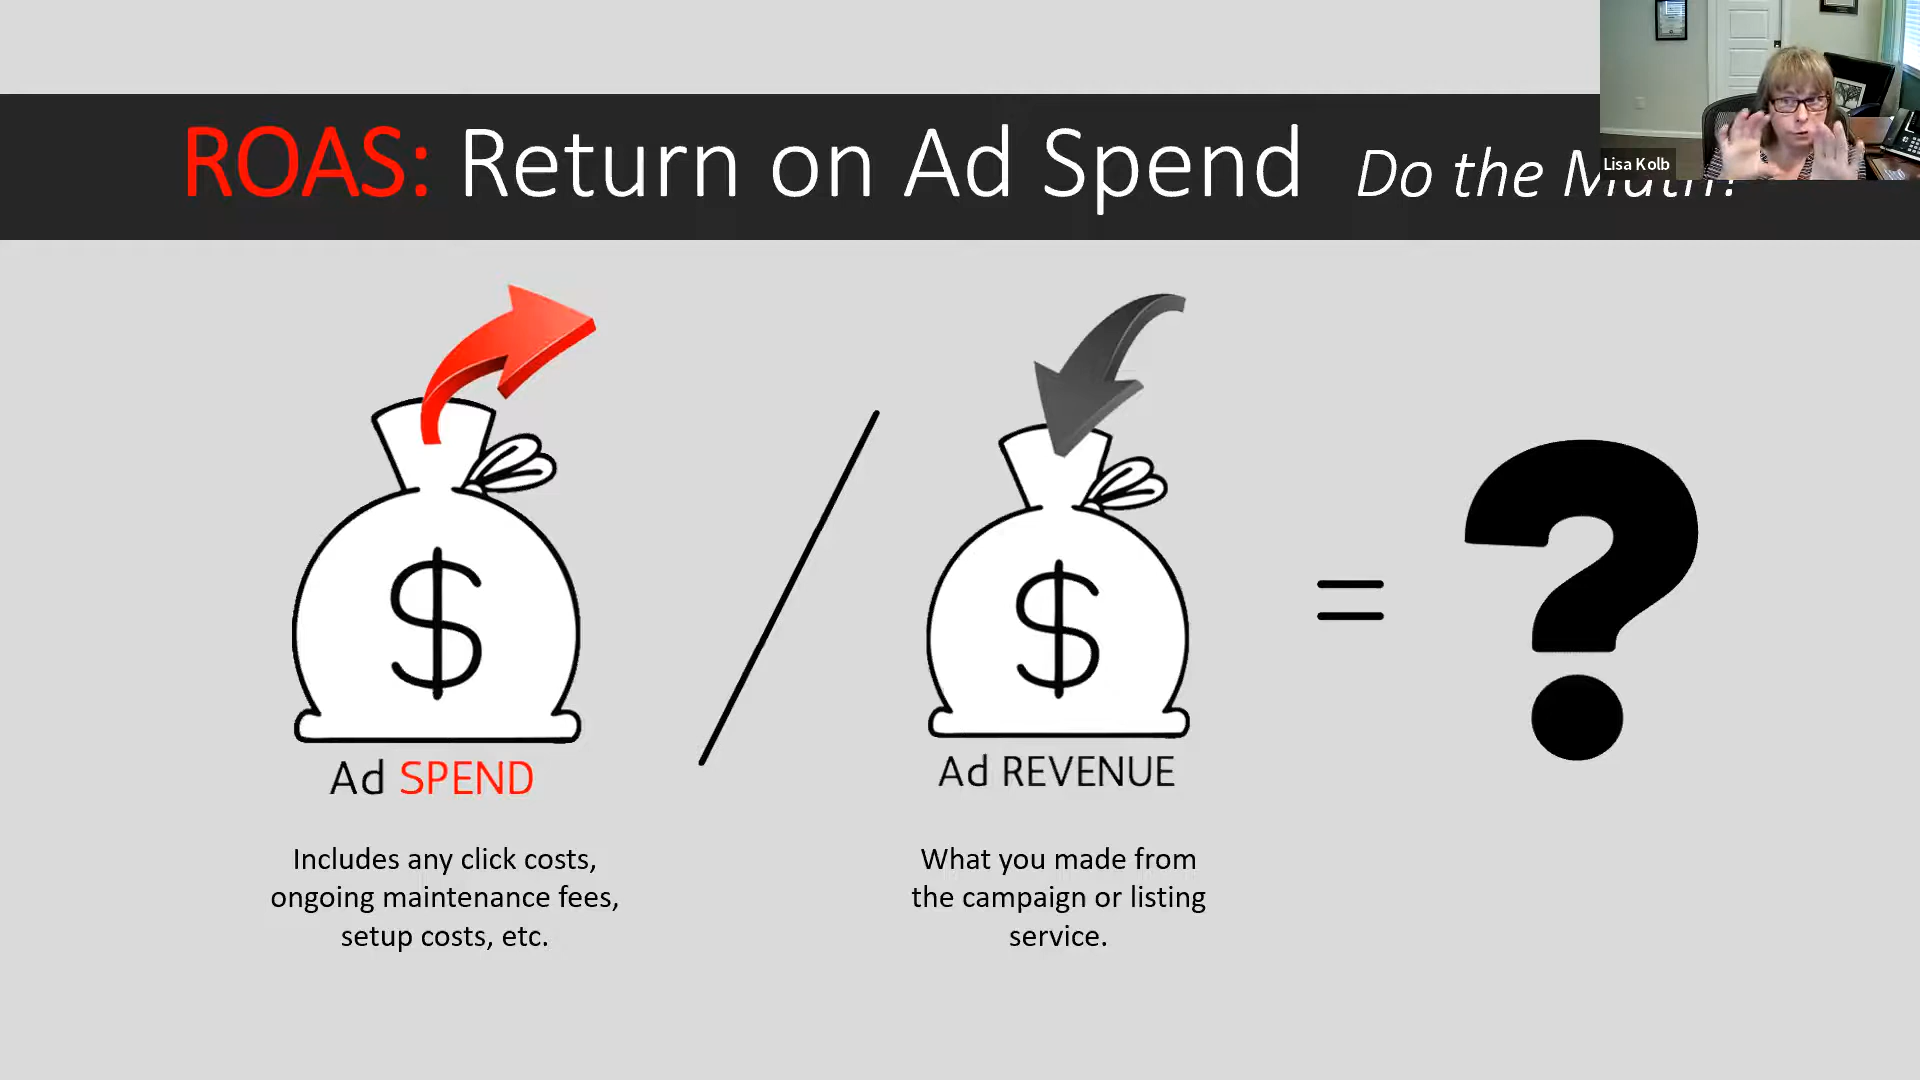 ROAS: Return on Ad Spend Do the Math!
Lisa Kolb
$
$
=
?
Ad SPEND
Ad REVENUE
Includes any click costs,
ongoing maintenance fees,
setup costs, etc.
What you made from
the campaign or listing
service.